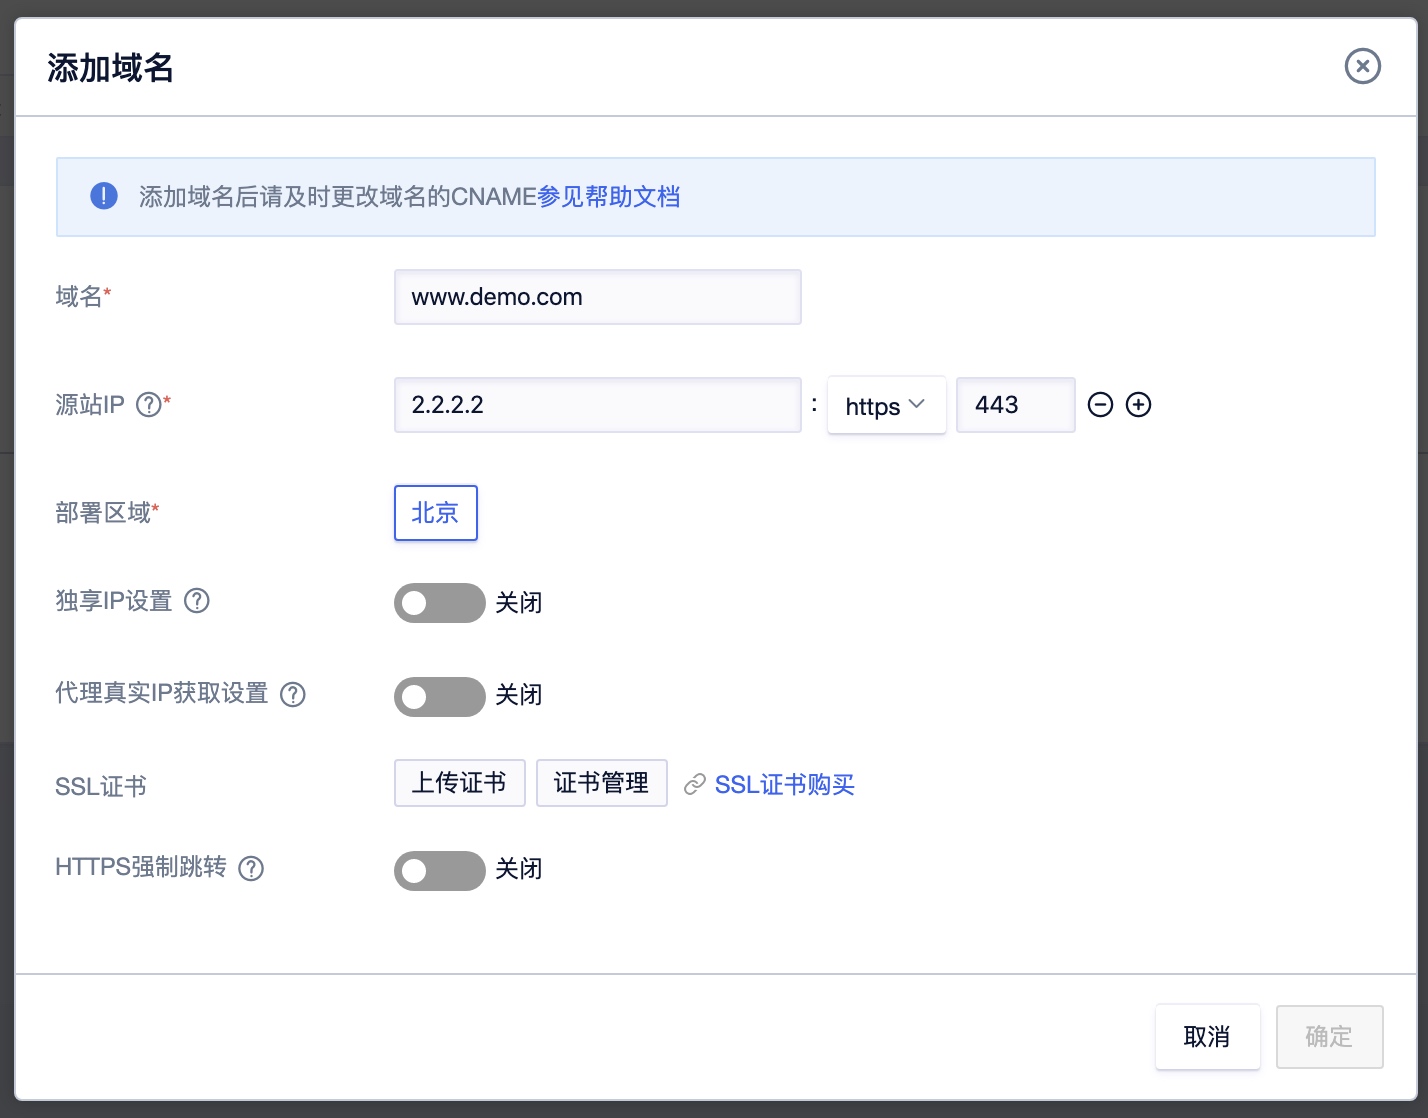 添加域名
添加域名后请及时更改域名的CNAME参见帮助文档
域名* www.demo.com
源站IP ?* 2.2.2.2 : https 443
部署区域* 北京
独享IP设置 ? 关闭
代理真实IP获取设置 ? 关闭
SSL证书 上传证书 证书管理 SSL证书购买
HTTPS强制跳转 ? 关闭
取消 确定